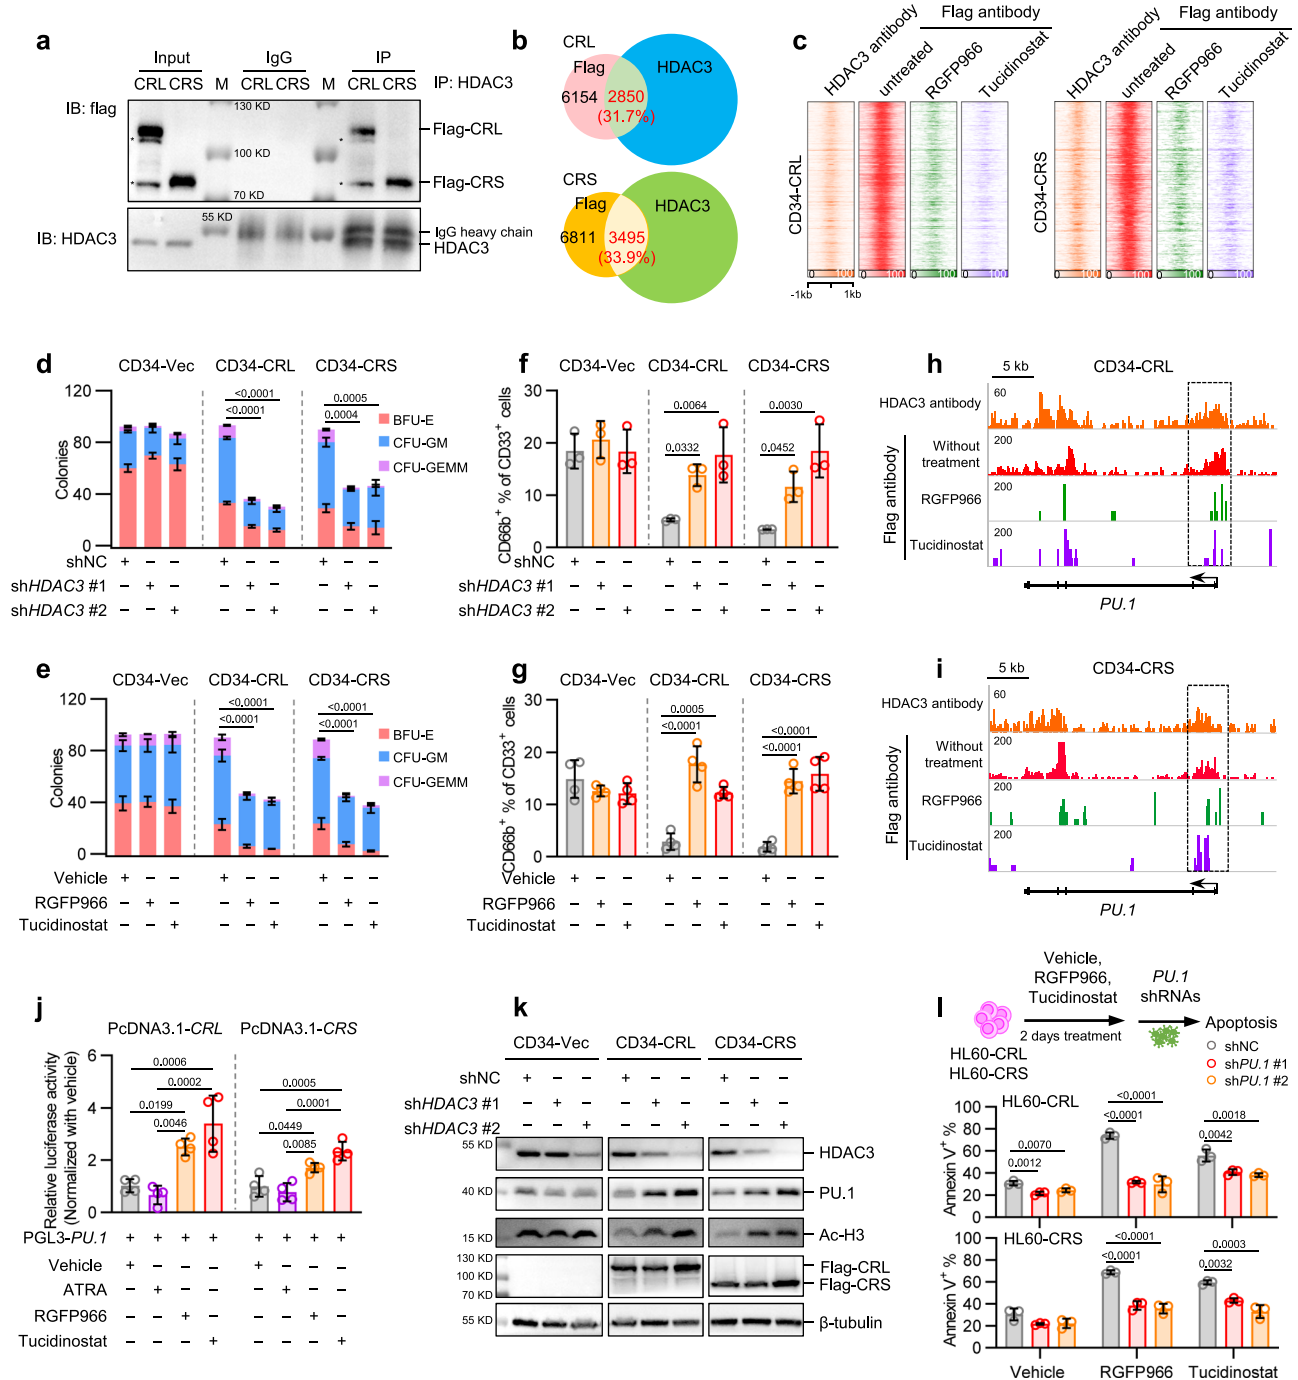 a
Input IgG IP
CRL CRS M CRL CRS M CRL CRS IP: HDAC3
IB: flag
130 KD
Flag-CRL
*
100 KD
* Flag-CRS
70 KD
55 KD
IgG heavy chain
IB: HDAC3 HDAC3
b
CRL
Flag HDAC3
6154 2850
(31.7%)
CRS
Flag HDAC3
6811 3495
(33.9%)
c
Flag antibody Flag antibody
HDAC3 antibody untreated RGFP966 Tucidinostat HDAC3 antibody untreated RGFP966 Tucidinostat
CD34-CRL CD34-CRS
0 100 0 100 0 100 0 100 0 100 0 100 0 100 0 100
-1kb 1kb
d
CD34-Vec CD34-CRL CD34-CRS
120
80
40
0
Colonies
<0.0001
<0.0001
0.0005
0.0004
BFU-E
CFU-GM
CFU-GEMM
shNC + − − + − − + − −
shHDAC3 #1 − + − − + − − + −
shHDAC3 #2 − − + − − + − − +
e
CD34-Vec CD34-CRL CD34-CRS
120
80
40
0
Colonies
<0.0001
<0.0001
<0.0001
<0.0001
BFU-E
CFU-GM
CFU-GEMM
Vehicle + − − + − − + − −
RGFP966 − + − − + − − + −
Tucidinostat − − + − − + − − +
f
CD34-Vec CD34-CRL CD34-CRS
30
20
10
0
CD66b+ % of CD33+ cells
0.0064
0.0332
0.0030
0.0452
shNC + − − + − − + − −
shHDAC3 #1 − + − − + − − + −
shHDAC3 #2 − − + − − + − − +
g
CD34-Vec CD34-CRL CD34-CRS
30
20
10
0
CD66b+ % of CD33+ cells
0.0005
<0.0001
<0.0001
<0.0001
Vehicle + − − + − − + − −
RGFP966 − + − − + − − + −
Tucidinostat − − + − − + − − +
h
5 kb CD34-CRL
60
HDAC3 antibody
200
Without
treatment
200
RGFP966
200
Tucidinostat
Flag antibody
PU.1
i
5 kb CD34-CRS
60
HDAC3 antibody
200
Without
treatment
200
RGFP966
200
Tucidinostat
Flag antibody
PU.1
j
PcDNA3.1-CRL PcDNA3.1-CRS
6
4
2
0
Relative luciferase activity
(Normalized with vehicle)
0.0006
0.0002
0.0199
0.0046
0.0005
0.0001
0.0449
0.0085
PGL3-PU.1 + + + + + + + +
Vehicle + − − − + − − −
ATRA − + − − − + − −
RGFP966 − − + − − − + −
Tucidinostat − − − + − − − +
k
CD34-Vec CD34-CRL CD34-CRS
shNC + − − + − − + − −
shHDAC3 #1 − + − − + − − + −
shHDAC3 #2 − − + − − + − − +
55 KD HDAC3
40 KD PU.1
15 KD Ac-H3
130 KD Flag-CRL
100 KD Flag-CRS
70 KD
55 KD β-tubulin
l
Vehicle,
RGFP966,
Tucidinostat
PU.1
shRNAs
2 days treatment
Apoptosis
HL60-CRL
HL60-CRS
shNC
shPU.1 #1
shPU.1 #2
HL60-CRL
100
80
60
40
20
0
Annexin V+ %
0.0070
0.0012
<0.0001
<0.0001
0.0018
0.0042
HL60-CRS
100
80
60
40
20
0
Annexin V+ %
<0.0001
<0.0001
0.0003
0.0032
Vehicle RGFP966 Tucidinostat